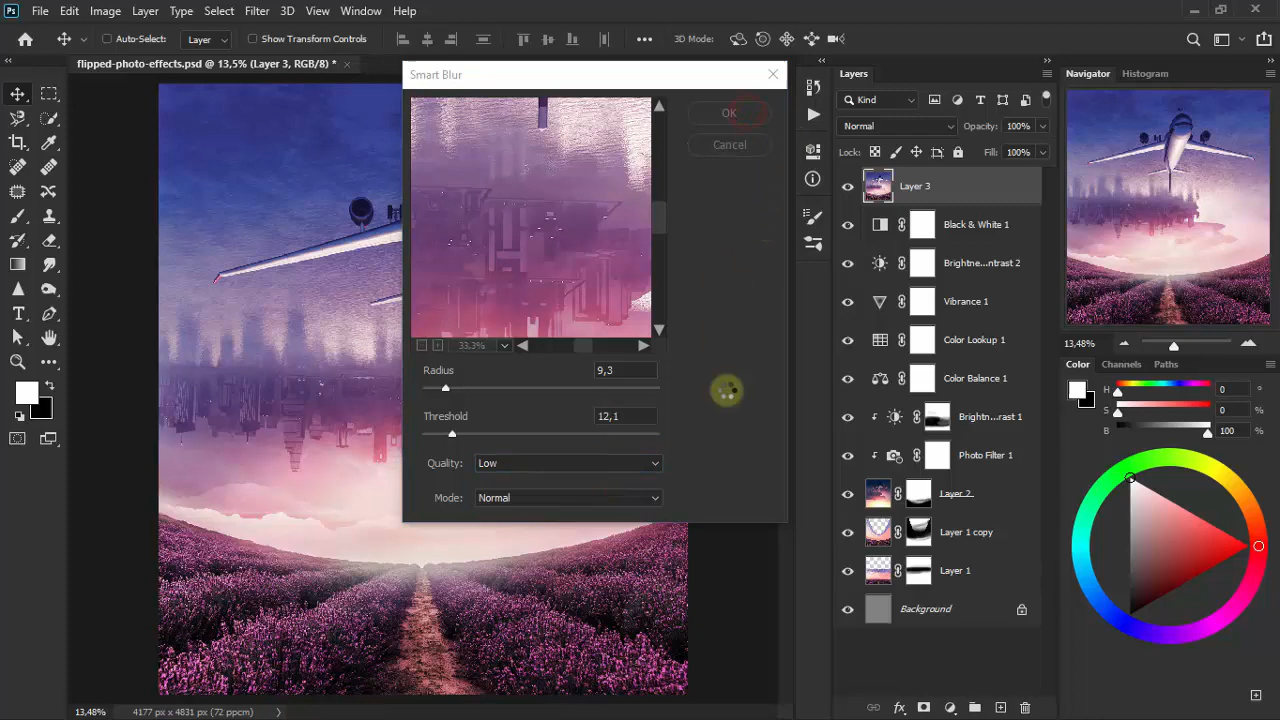 Ps File Edit Image Layer Type Select Filter 3D View Window Help
Auto-Select: Layer Show Transform Controls 3D Mode:
flipped-photo-effects.psd @ 13,5% (Layer 3, RGB/8) *
Smart Blur
OK
Cancel
33,3%
Radius 9,3
Threshold 12,1
Quality: Low
Mode: Normal
13,48% 4177 px x 4831 px (72 ppcm)
Layers
Kind
Normal Opacity: 100%
Lock: Fill: 100%
Layer 3
Black & White 1
Brightne...ntrast 2
Vibrance 1
Color Lookup 1
Color Balance 1
Brightn...rast 1
Photo Filter 1
Layer 2
Layer 1 copy
Layer 1
Background
fx
Navigator Histogram
13,48%
Color Channels Paths
H 0
S 0 %
B 100 %